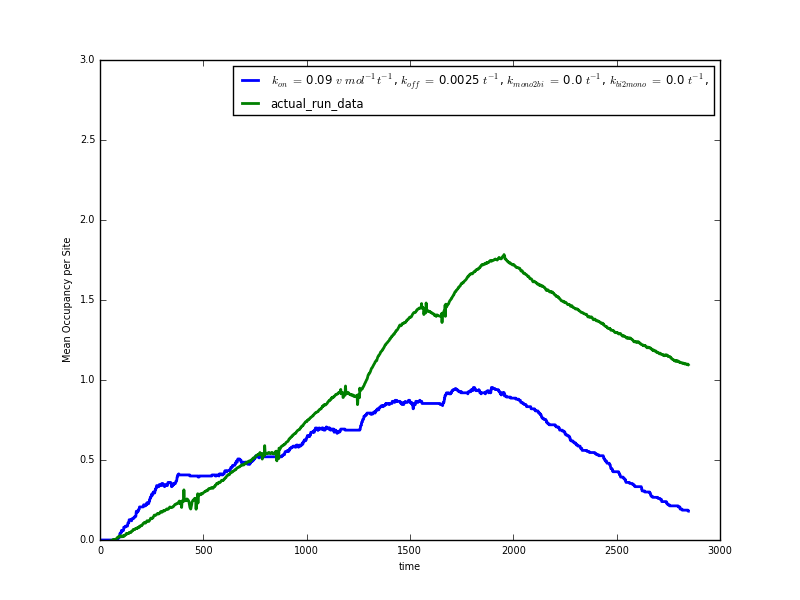 k_on = 0.09 v mol^−1 t^−1, k_off = 0.0025 t^−1, k_mono2bi = 0.0 t^−1, k_bi2mono = 0.0 t^−1,
actual_run_data
3.0
2.5
2.0
1.5
1.0
0.5
0.0
Mean Occupancy per Site
0 500 1000 1500 2000 2500 3000
time